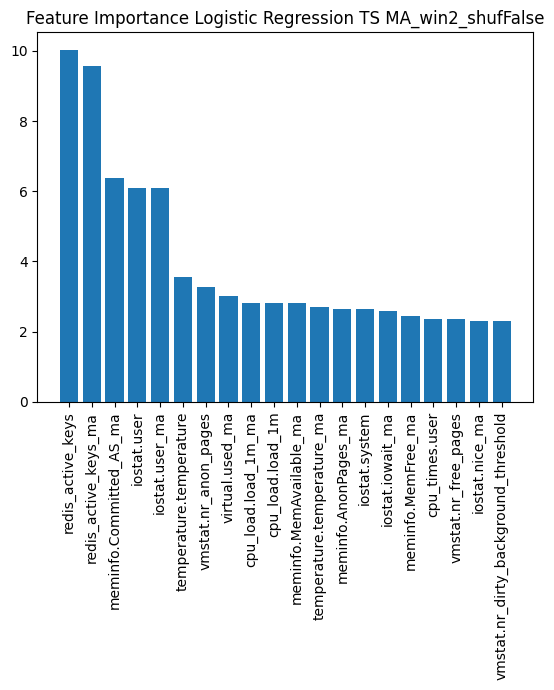 Feature Importance Logistic Regression TS MA_win2_shufFalse
10
8
6
4
2
0
redis_active_keys
redis_active_keys_ma
meminfo.Committed_AS_ma
iostat.user
iostat.user_ma
temperature.temperature
vmstat.nr_anon_pages
virtual.used_ma
cpu_load.load_1m_ma
cpu_load.load_1m
meminfo.MemAvailable_ma
temperature.temperature_ma
meminfo.AnonPages_ma
iostat.system
iostat.iowait_ma
meminfo.MemFree_ma
cpu_times.user
vmstat.nr_free_pages
iostat.nice_ma
vmstat.nr_dirty_background_threshold